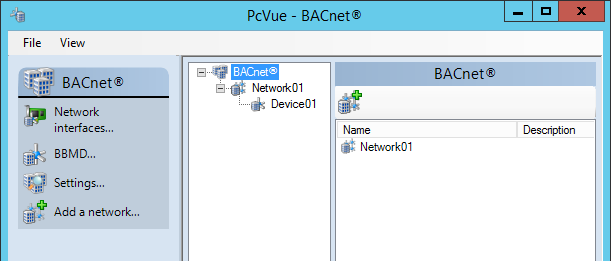 PcVue - BACnet®
File View
BACnet®
Network
interfaces...
BBMD...
Settings...
Add a network...
BACnet®
Network01
Device01
BACnet®
Name Description
Network01